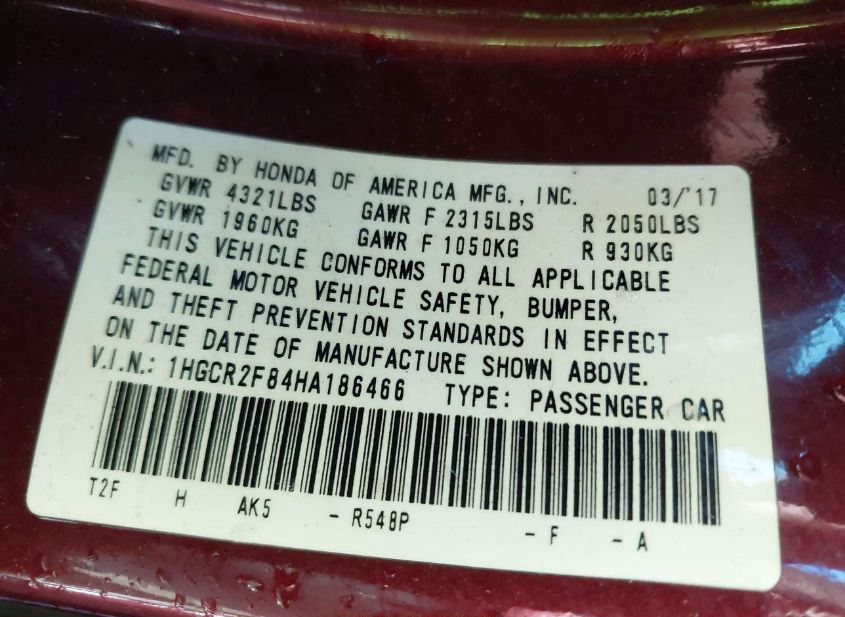 MFD. BY HONDA OF AMERICA MFG., INC. 03/'17
GVWR 4321LBS GAWR F 2315LBS R 2050LBS
GVWR 1960KG GAWR F 1050KG R 930KG
THIS VEHICLE CONFORMS TO ALL APPLICABLE
FEDERAL MOTOR VEHICLE SAFETY, BUMPER,
AND THEFT PREVENTION STANDARDS IN EFFECT
ON THE DATE OF MANUFACTURE SHOWN ABOVE.
V.I.N.: 1HGCR2F84HA186466 TYPE: PASSENGER CAR
T2F H AK5 - R548P - F - A